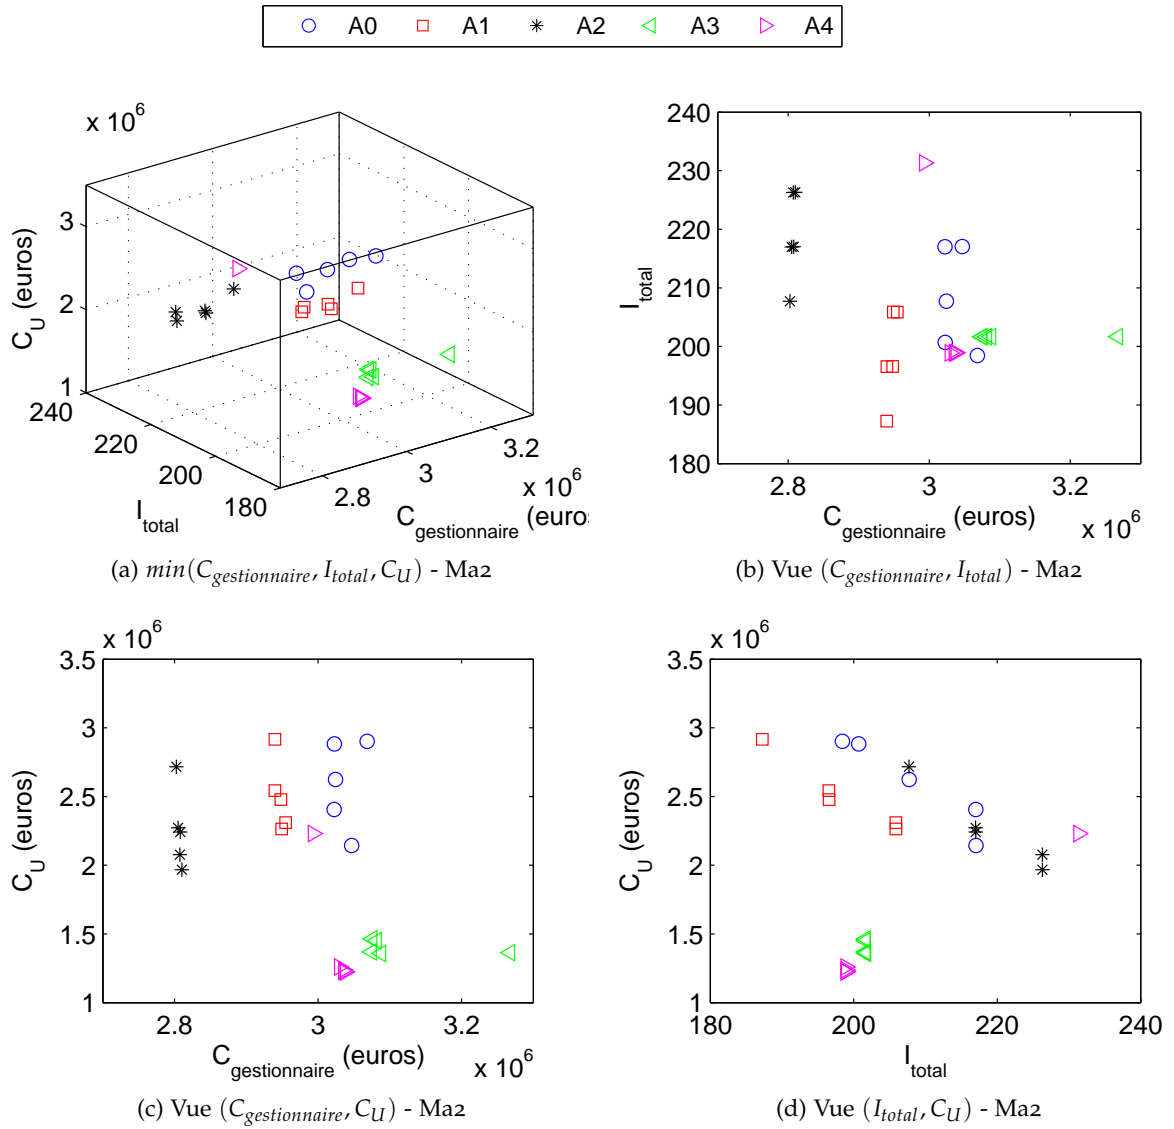 A0 A1 A2 A3 A4
x 10^6
3
2
1
C_U (euros)
240
220
200
180
I_total
2.8
3
3.2
x 10^6
C_gestionnaire (euros
(a) min(C_gestionnaire, I_total, C_U) - Ma2
240
230
220
210
200
190
180
I_total
2.8 3 3.2
C_gestionnaire (euros)
x 10^6
(b) Vue (C_gestionnaire, I_total) - Ma2
x 10^6
3.5
3
2.5
2
1.5
1
C_U (euros)
2.8 3 3.2
C_gestionnaire (euros)
x 10^6
(c) Vue (C_gestionnaire, C_U) - Ma2
x 10^6
3.5
3
2.5
2
1.5
1
C_U (euros)
180 200 220 240
I_total
(d) Vue (I_total, C_U) - Ma2